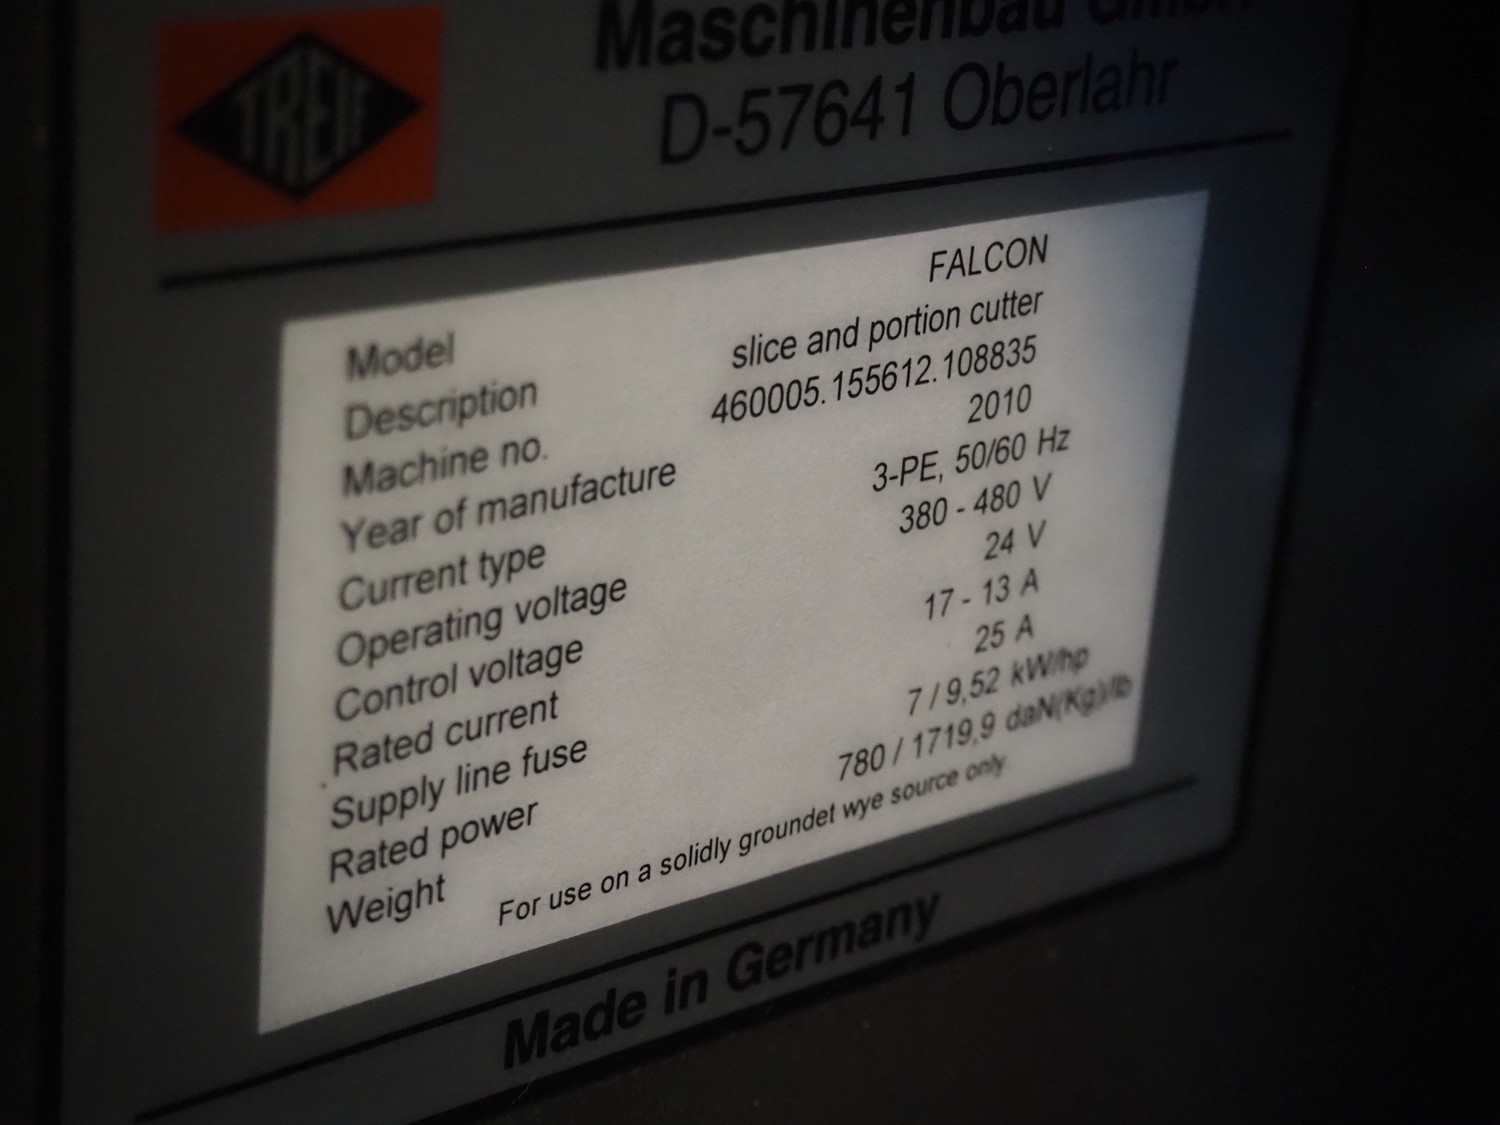 TREIF
Maschinenbau GmbH
D-57641 Oberlahr
Model FALCON
Description slice and portion cutter
Machine no. 460005.155612.108835
Year of manufacture 2010
Current type 3-PE, 50/60 Hz
Operating voltage 380 - 480 V
Control voltage 24 V
Rated current 17 - 13 A
Supply line fuse 25 A
Rated power 7 / 9,52 kW/hp
Weight 780 / 1719,9 daN(Kg)/lb
For use on a solidly groundet wye source only
Made in Germany